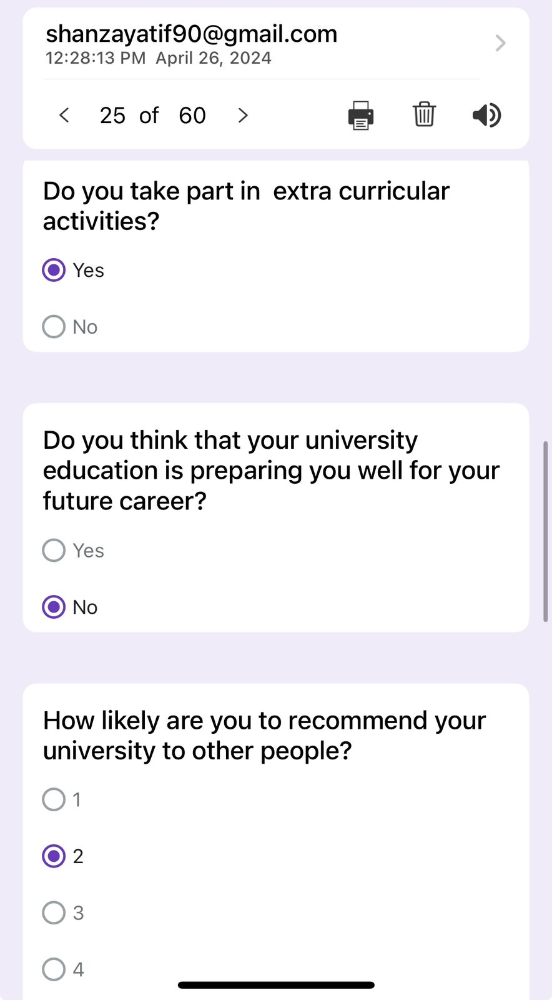 shanzayatif90@gmail.com
12:28:13 PM April 26, 2024
25 of 60
Do you take part in  extra curricular
activities?
Yes
No
Do you think that your university
education is preparing you well for your
future career?
Yes
No
How likely are you to recommend your
university to other people?
1
2
3
4